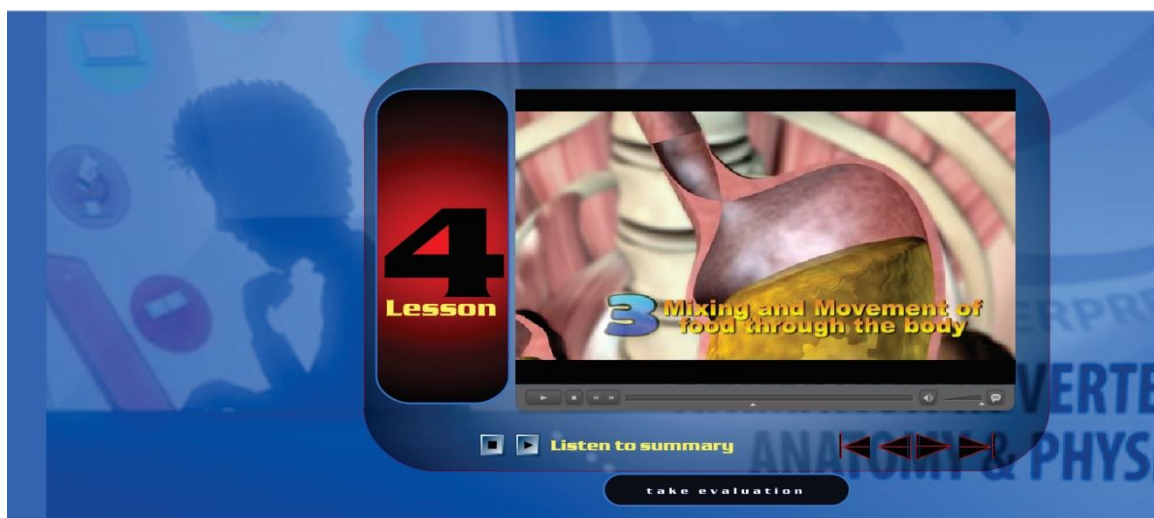 4
Lesson
3 Mixing and Movement of
food through the body
Listen to summary
take evaluation
ANATOMY & PHYS